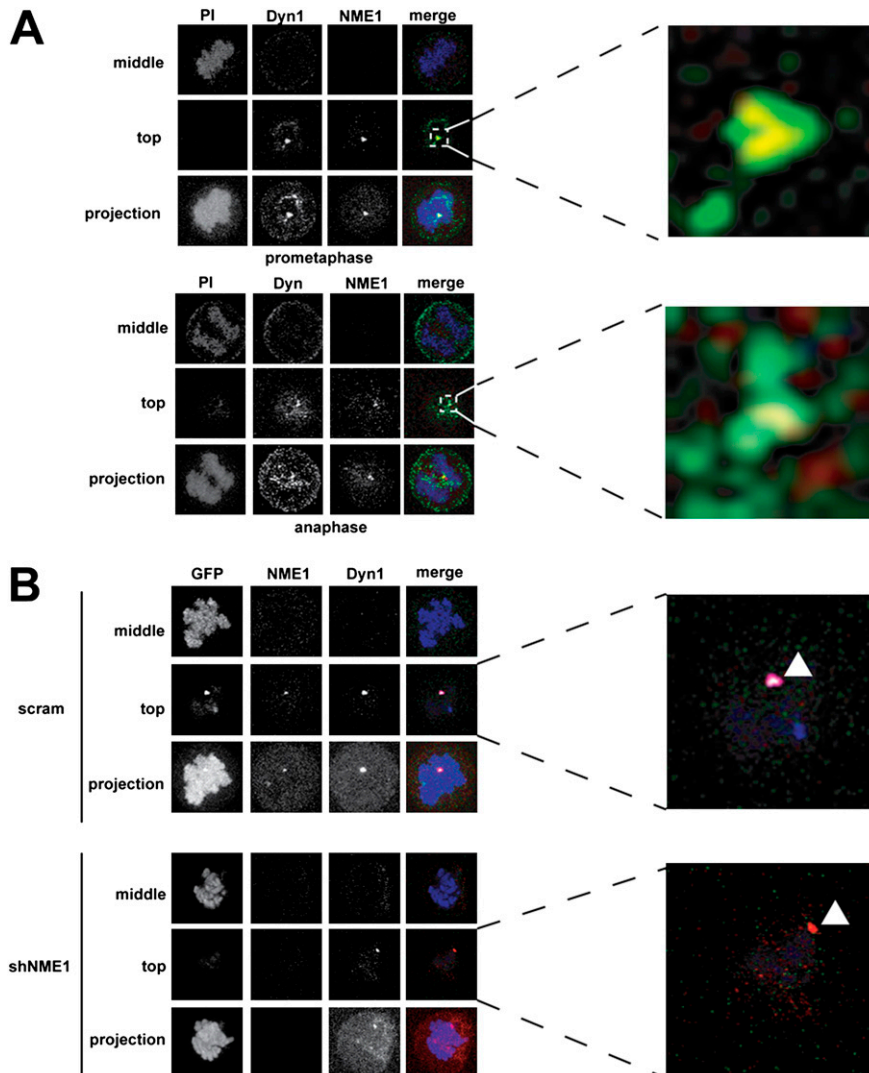 A
PI Dyn1 NME1 merge
middle
top
projection
prometaphase
PI Dyn NME1 merge
middle
top
projection
anaphase
B
GFP NME1 Dyn1 merge
middle
scram
top
projection
middle
shNME1
top
projection